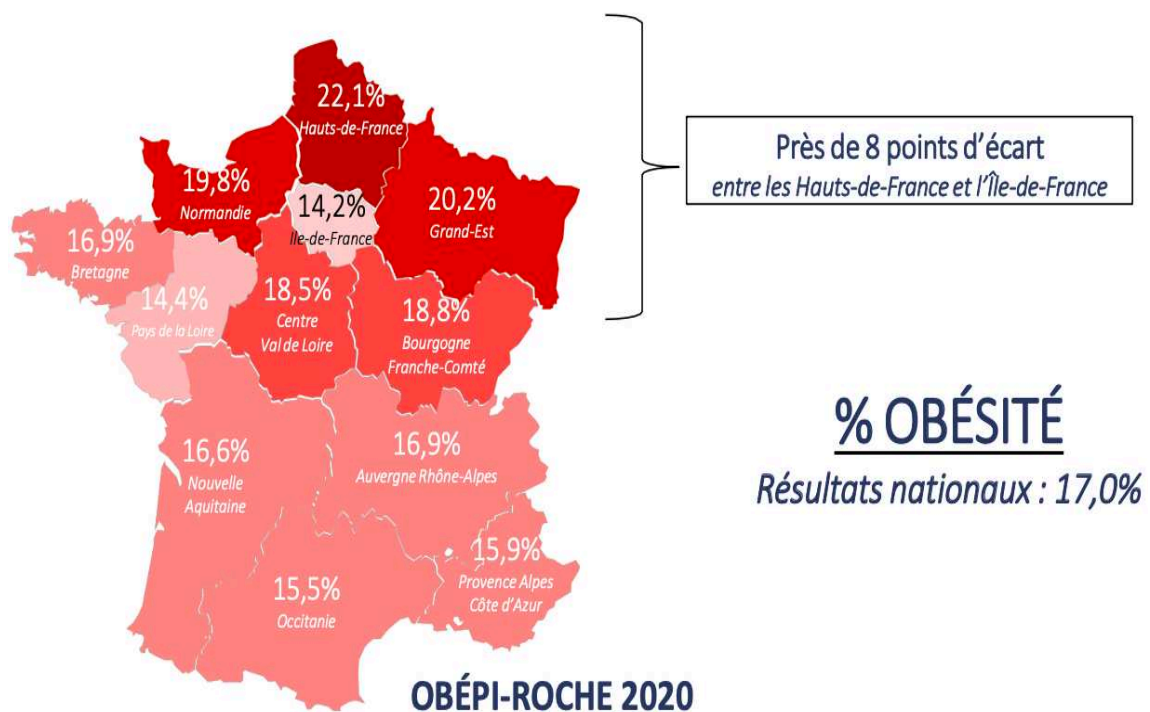 22,1%
Hauts-de-France
Près de 8 points d'écart
entre les Hauts-de-France et l'Île-de-France
19,8%
Normandie
14,2%
Ile-de-France
20,2%
Grand-Est
16,9%
Bretagne
14,4%
Pays de la Loire
18,5%
Centre
Val de Loire
18,8%
Bourgogne
Franche-Comté
% OBÉSITÉ
Résultats nationaux : 17,0%
16,6%
Nouvelle
Aquitaine
16,9%
Auvergne Rhône-Alpes
15,9%
Provence Alpes
Côte d'Azur
15,5%
Occitanie
OBÉPI-ROCHE 2020